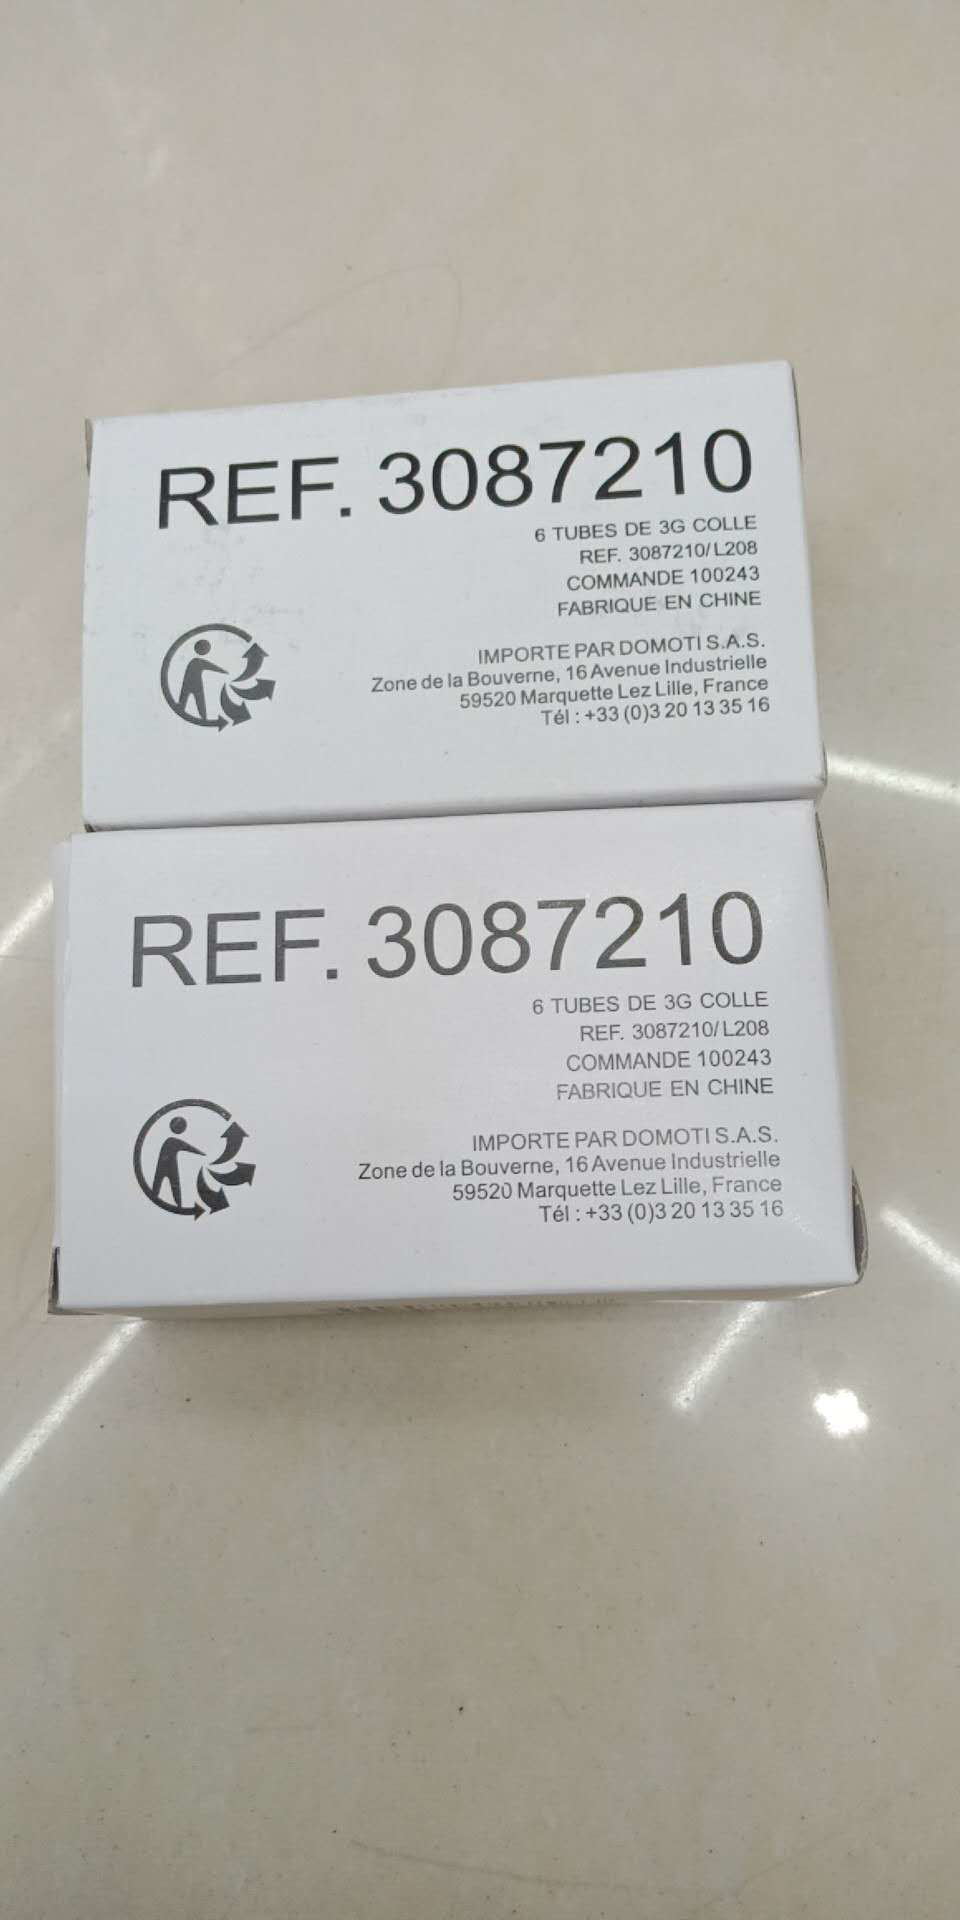 REF. 3087210
6 TUBES DE 3G COLLE
REF. 3087210/L208
COMMANDE 100243
FABRIQUE EN CHINE
IMPORTE PAR DOMOTI S.A.S.
Zone de la Bouverne, 16 Avenue Industrielle
59520 Marquette Lez Lille, France
Tél : +33 (0)3 20 13 35 16
REF. 3087210
6 TUBES DE 3G COLLE
REF. 3087210/L208
COMMANDE 100243
FABRIQUE EN CHINE
IMPORTE PAR DOMOTI S.A.S.
Zone de la Bouverne, 16 Avenue Industrielle
59520 Marquette Lez Lille, France
Tél : +33 (0)3 20 13 35 16